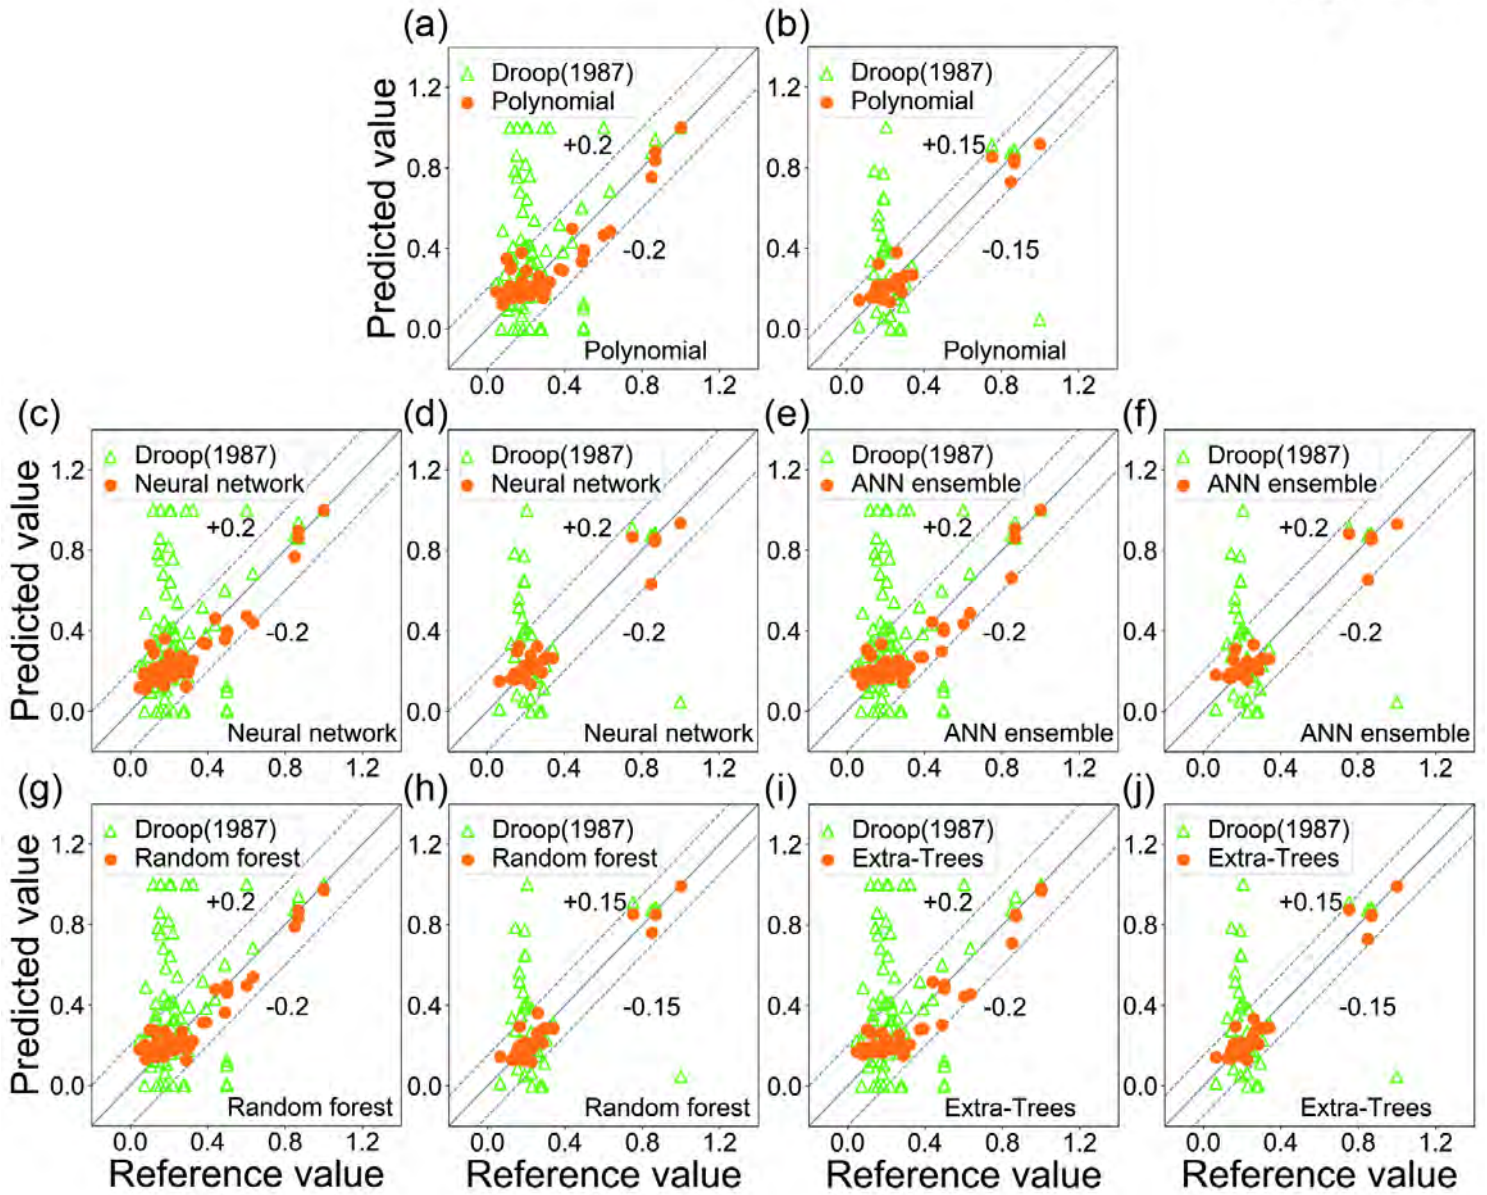 (a)
Droop(1987)
Polynomial
+0.2
-0.2
Polynomial
Predicted value
1.2
0.8
0.4
0.0
0.0 0.4 0.8 1.2
(b)
Droop(1987)
Polynomial
+0.15
-0.15
Polynomial
1.2
0.8
0.4
0.0
0.0 0.4 0.8 1.2
(c)
Droop(1987)
Neural network
+0.2
-0.2
Neural network
Predicted value
1.2
0.8
0.4
0.0
0.0 0.4 0.8 1.2
(d)
Droop(1987)
Neural network
+0.2
-0.2
Neural network
1.2
0.8
0.4
0.0
0.0 0.4 0.8 1.2
(e)
Droop(1987)
ANN ensemble
+0.2
-0.2
ANN ensemble
1.2
0.8
0.4
0.0
0.0 0.4 0.8 1.2
(f)
Droop(1987)
ANN ensemble
+0.2
-0.2
ANN ensemble
1.2
0.8
0.4
0.0
0.0 0.4 0.8 1.2
(g)
Droop(1987)
Random forest
+0.2
-0.2
Random forest
Predicted value
1.2
0.8
0.4
0.0
0.0 0.4 0.8 1.2
Reference value
(h)
Droop(1987)
Random forest
+0.15
-0.15
Random forest
1.2
0.8
0.4
0.0
0.0 0.4 0.8 1.2
Reference value
(i)
Droop(1987)
Extra-Trees
+0.2
-0.2
Extra-Trees
1.2
0.8
0.4
0.0
0.0 0.4 0.8 1.2
Reference value
(j)
Droop(1987)
Extra-Trees
+0.15
-0.15
Extra-Trees
1.2
0.8
0.4
0.0
0.0 0.4 0.8 1.2
Reference value